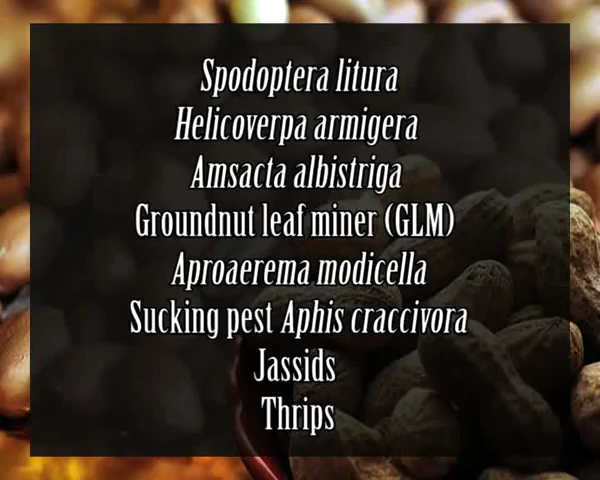 Spodoptera litura
Helicoverpa armigera
Amsacta albistriga
Groundnut leaf miner (GLM)
Aproaerema modicella
Sucking pest Aphis craccivora
Jassids
Thrips